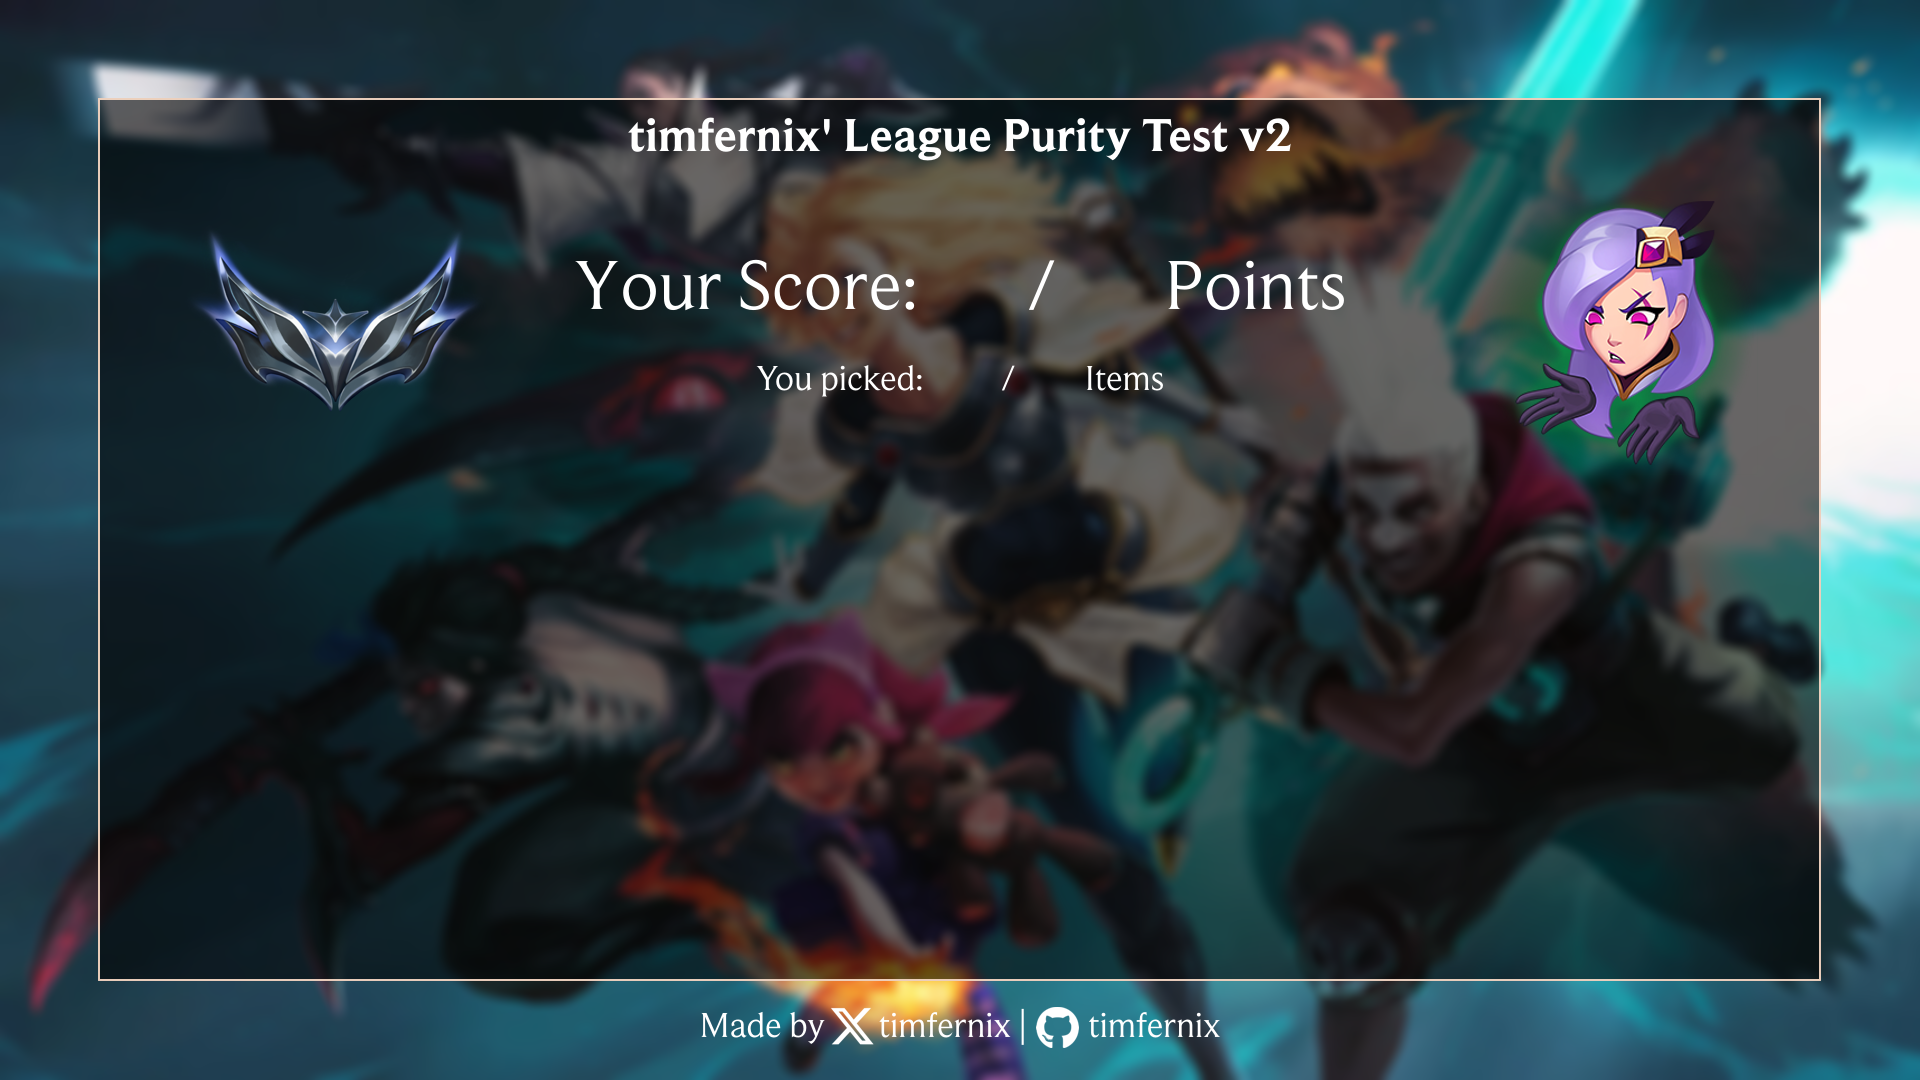 timfernix' League Purity Test v2
Your Score: / Points
You picked: / Items
Made by timfernix | timfernix